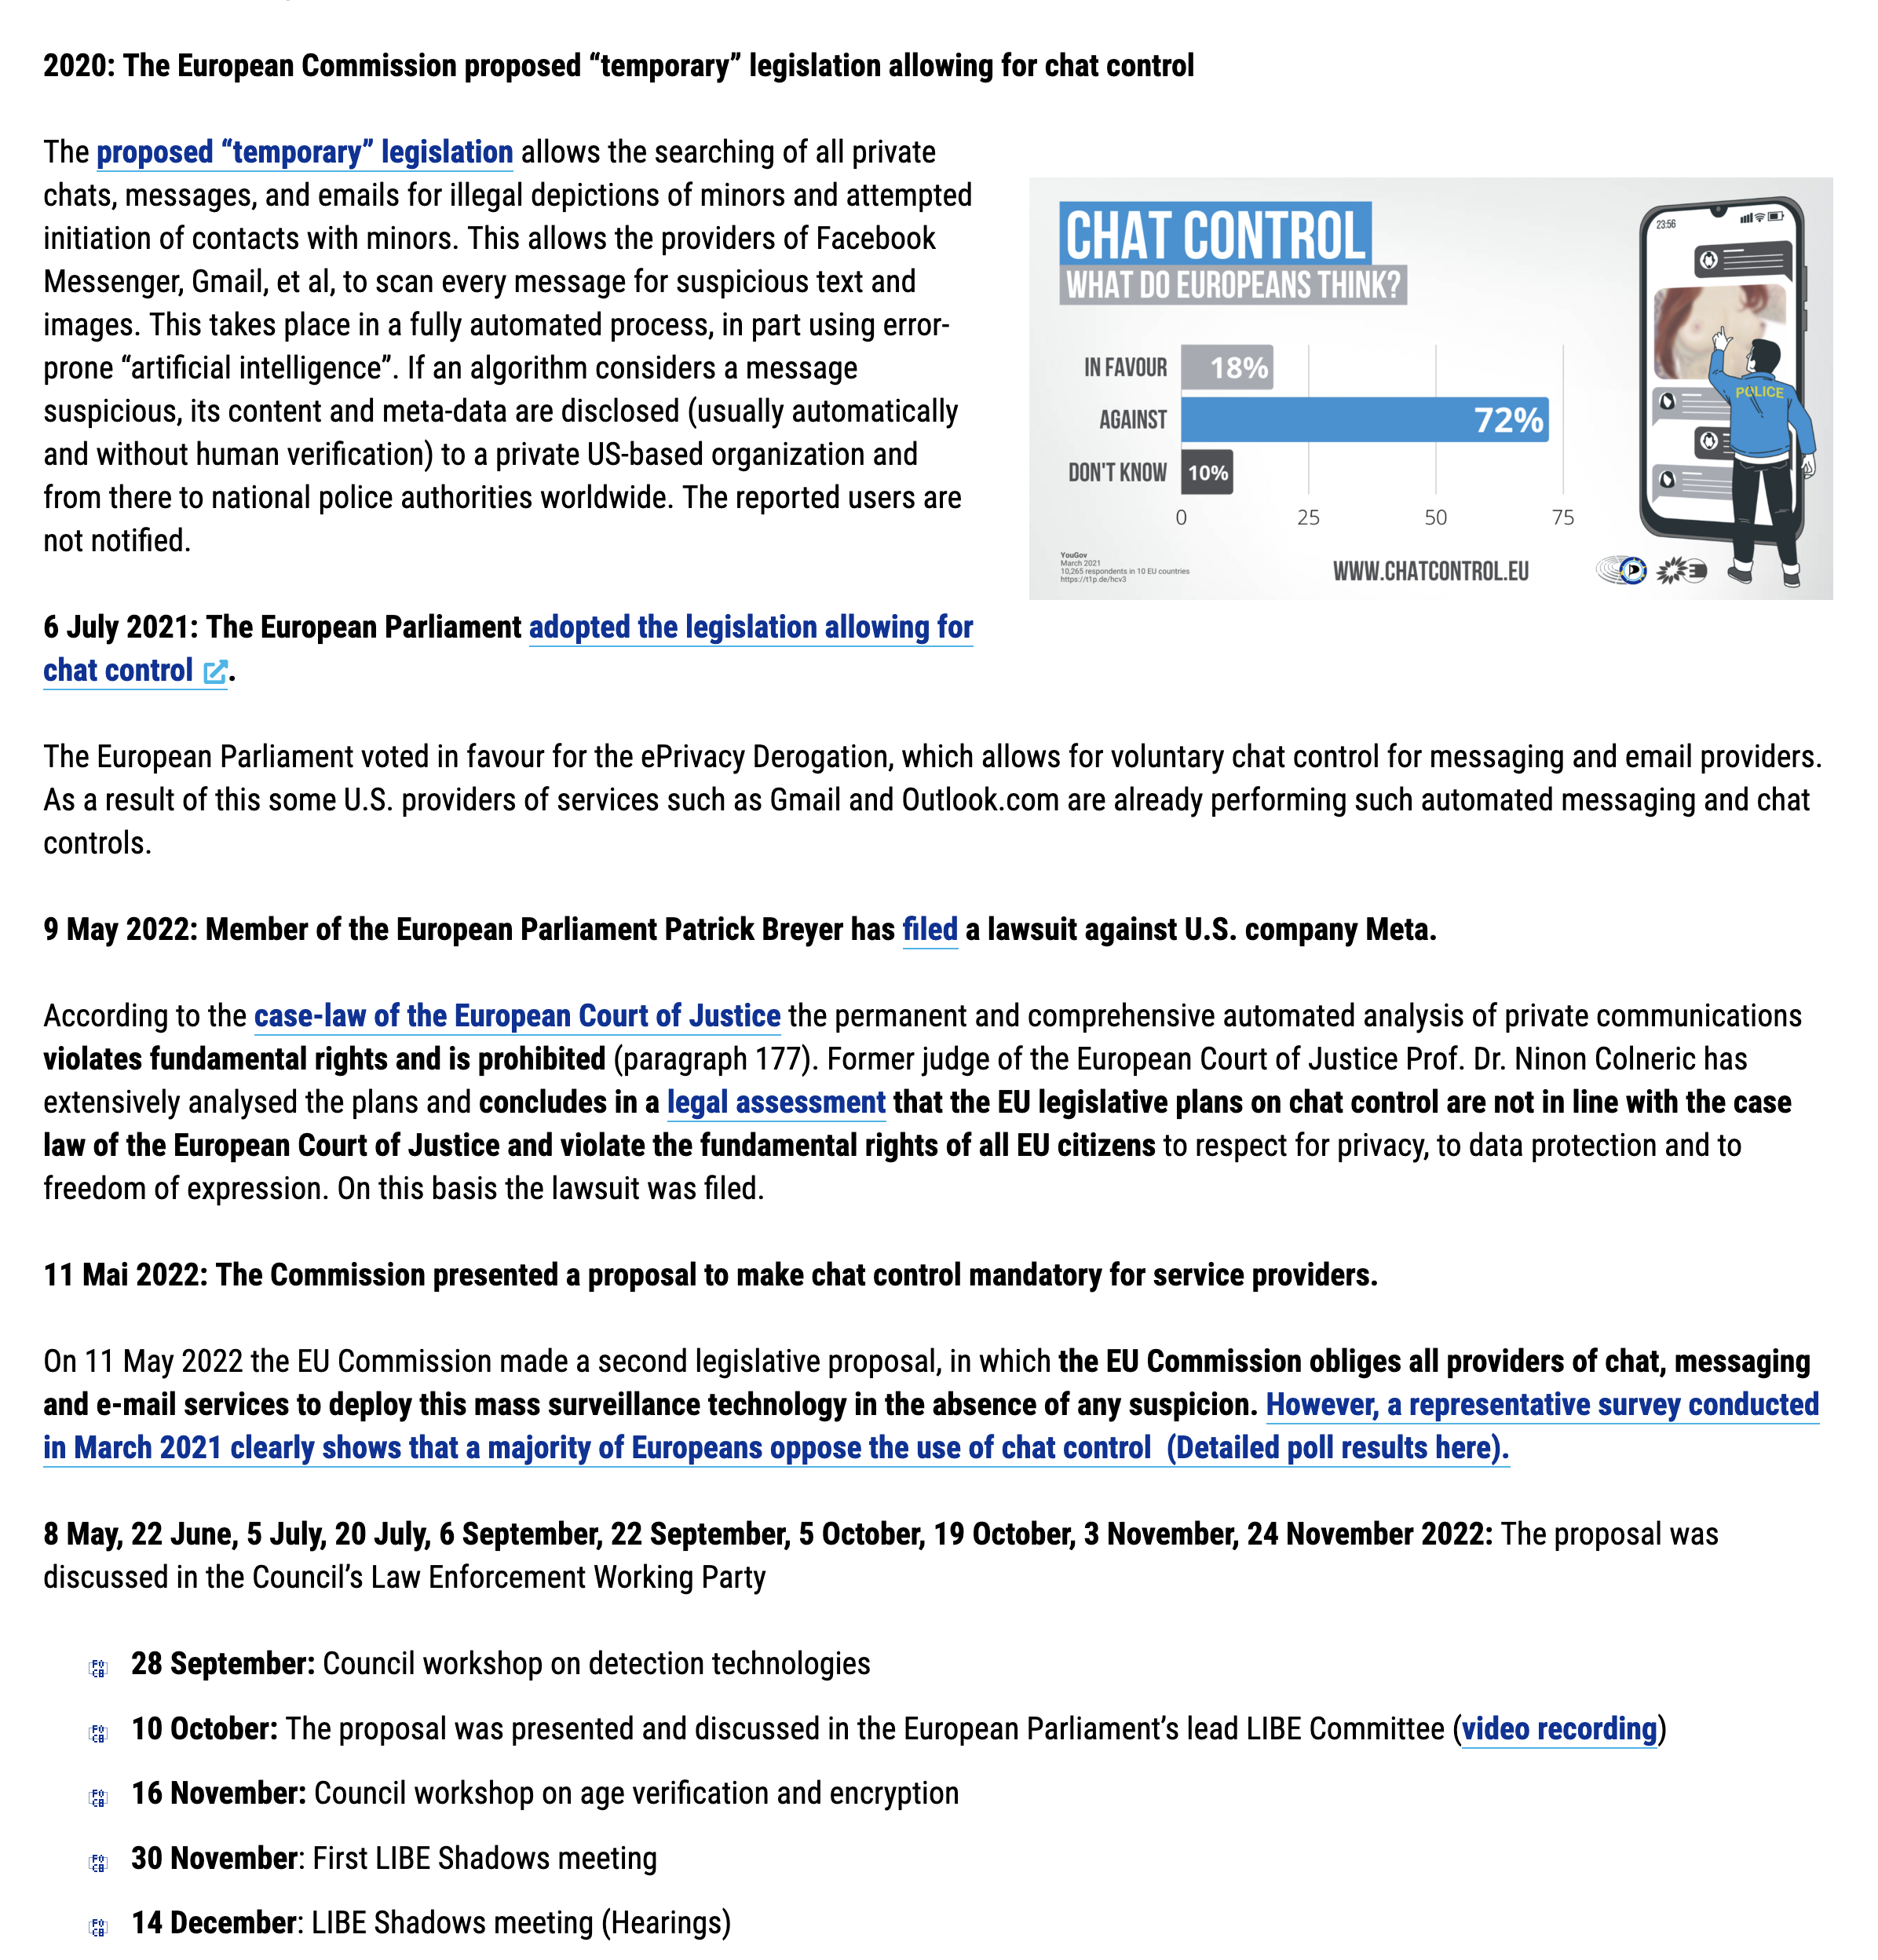 2020: The European Commission proposed “temporary” legislation allowing for chat control
The proposed “temporary” legislation allows the searching of all private
chats, messages, and emails for illegal depictions of minors and attempted
initiation of contacts with minors. This allows the providers of Facebook
Messenger, Gmail, et al, to scan every message for suspicious text and
images. This takes place in a fully automated process, in part using error-
prone “artificial intelligence”. If an algorithm considers a message
suspicious, its content and meta-data are disclosed (usually automatically
and without human verification) to a private US-based organization and
from there to national police authorities worldwide. The reported users are
not notified.
CHAT CONTROL
WHAT DO EUROPEANS THINK?
IN FAVOUR 18%
AGAINST 72%
DON'T KNOW 10%
0 25 50 75
YouGov
March 2021
10,265 respondents in 10 EU countries
https://t1p.de/hcv3
WWW.CHATCONTROL.EU
23:56
POLICE
6 July 2021: The European Parliament adopted the legislation allowing for
chat control.
The European Parliament voted in favour for the ePrivacy Derogation, which allows for voluntary chat control for messaging and email providers.
As a result of this some U.S. providers of services such as Gmail and Outlook.com are already performing such automated messaging and chat
controls.
9 May 2022: Member of the European Parliament Patrick Breyer has filed a lawsuit against U.S. company Meta.
According to the case-law of the European Court of Justice the permanent and comprehensive automated analysis of private communications
violates fundamental rights and is prohibited (paragraph 177). Former judge of the European Court of Justice Prof. Dr. Ninon Colneric has
extensively analysed the plans and concludes in a legal assessment that the EU legislative plans on chat control are not in line with the case
law of the European Court of Justice and violate the fundamental rights of all EU citizens to respect for privacy, to data protection and to
freedom of expression. On this basis the lawsuit was filed.
11 Mai 2022: The Commission presented a proposal to make chat control mandatory for service providers.
On 11 May 2022 the EU Commission made a second legislative proposal, in which the EU Commission obliges all providers of chat, messaging
and e-mail services to deploy this mass surveillance technology in the absence of any suspicion. However, a representative survey conducted
in March 2021 clearly shows that a majority of Europeans oppose the use of chat control (Detailed poll results here).
8 May, 22 June, 5 July, 20 July, 6 September, 22 September, 5 October, 19 October, 3 November, 24 November 2022: The proposal was
discussed in the Council’s Law Enforcement Working Party
28 September: Council workshop on detection technologies
10 October: The proposal was presented and discussed in the European Parliament’s lead LIBE Committee (video recording)
16 November: Council workshop on age verification and encryption
30 November: First LIBE Shadows meeting
14 December: LIBE Shadows meeting (Hearings)